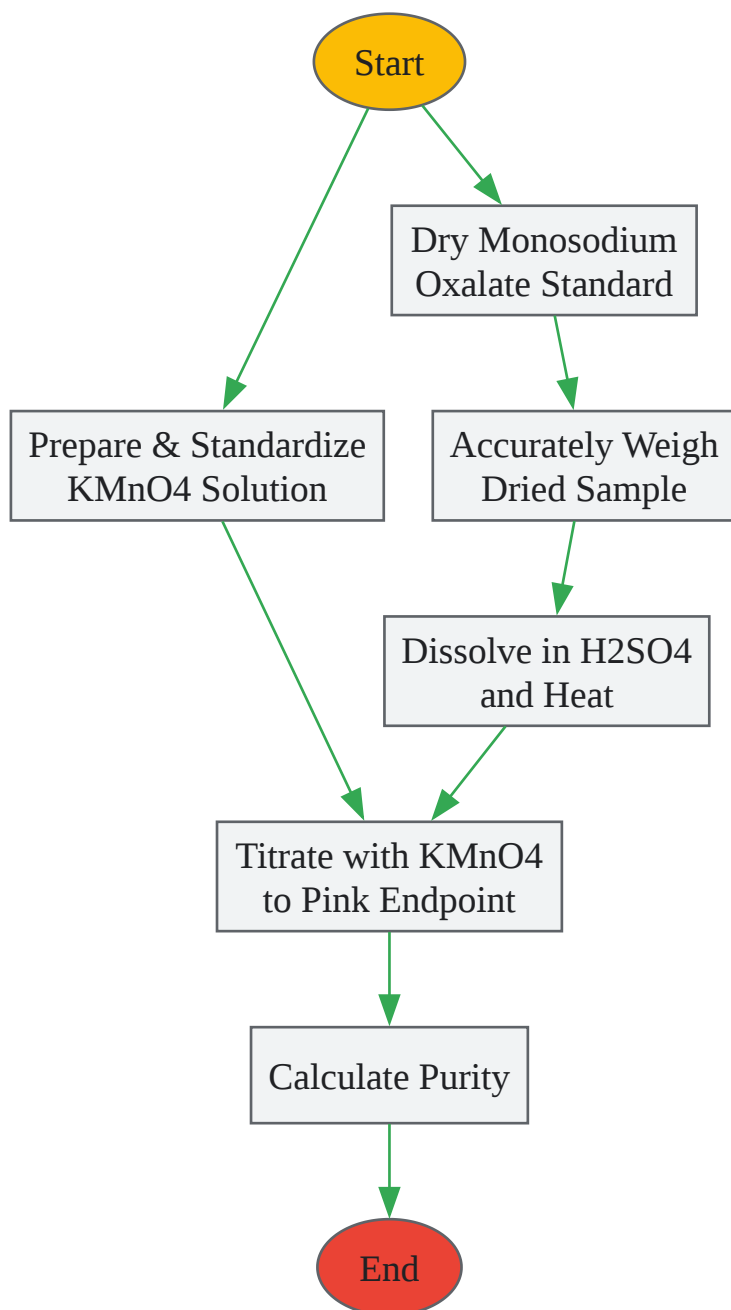 Start
Dry Monosodium
Oxalate Standard
Prepare & Standardize
KMnO4 Solution
Accurately Weigh
Dried Sample
Dissolve in H2SO4
and Heat
Titrate with KMnO4
to Pink Endpoint
Calculate Purity
End